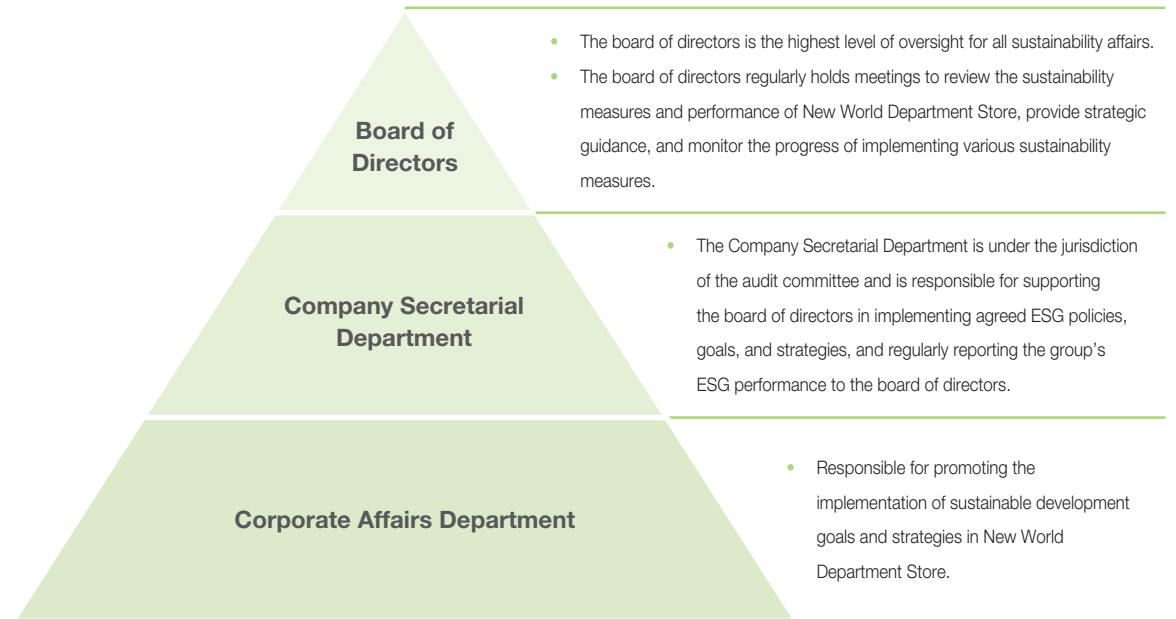 Board of
Directors
• The board of directors is the highest level of oversight for all sustainability affairs.
• The board of directors regularly holds meetings to review the sustainability
measures and performance of New World Department Store, provide strategic
guidance, and monitor the progress of implementing various sustainability
measures.
Company Secretarial
Department
• The Company Secretarial Department is under the jurisdiction
of the audit committee and is responsible for supporting
the board of directors in implementing agreed ESG policies,
goals, and strategies, and regularly reporting the group’s
ESG performance to the board of directors.
Corporate Affairs Department
• Responsible for promoting the
implementation of sustainable development
goals and strategies in New World
Department Store.